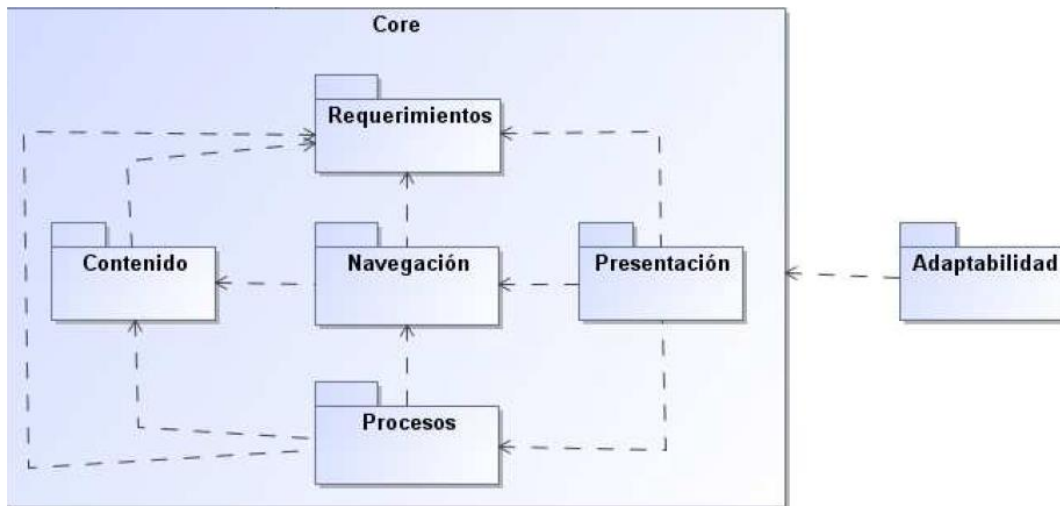 Core
Requerimientos
Contenido
Navegación
Presentación
Adaptabilidad
Procesos